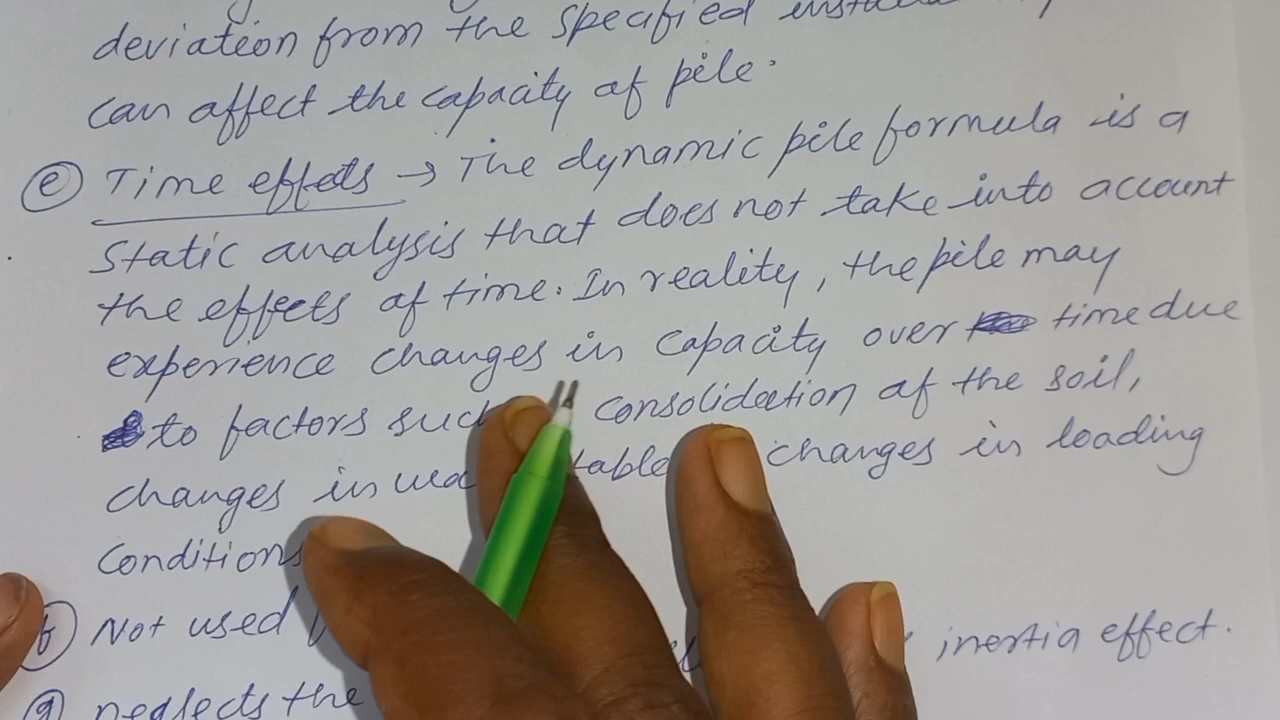 deviation from the specified
can affect the capacity of pile.
(e) Time effects → The dynamic pile formula is a
static analysis that does not take into account
the effects of time. In reality, the pile may
experience changes in capacity over time due
to factors such consolidation of the soil,
changes in table changes in loading
conditions
(f) Not used inertia effect.
(g) neglects the